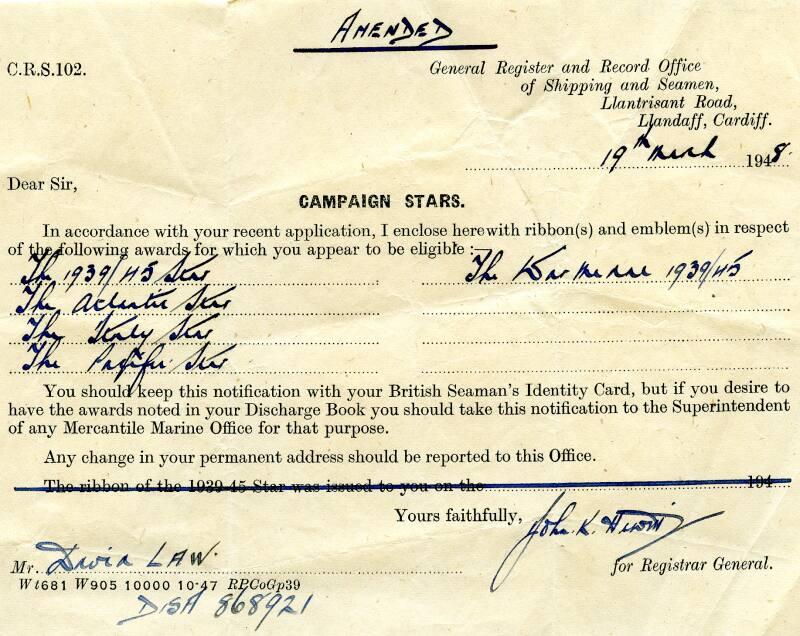 AMENDED
C.R.S.102.
General Register and Record Office
of Shipping and Seamen,
Llantrisant Road,
Llandaff, Cardiff.
19th March 1948.
Dear Sir,
CAMPAIGN STARS.
In accordance with your recent application, I enclose herewith ribbon(s) and emblem(s) in respect
of the following awards for which you appear to be eligible :—
The 1939/45 Star
The War Medal 1939/45
The Atlantic Star
The Italy Star
The Pacific Star
You should keep this notification with your British Seaman's Identity Card, but if you desire to
have the awards noted in your Discharge Book you should take this notification to the Superintendent
of any Mercantile Marine Office for that purpose.
Any change in your permanent address should be reported to this Office.
The ribbon of the 1939-45 Star was issued to you on the 194
Yours faithfully,
John K.
for Registrar General.
Mr. David LAW.
Wt681 W905 10000 10·47 RPCoGp39
DISA 868921